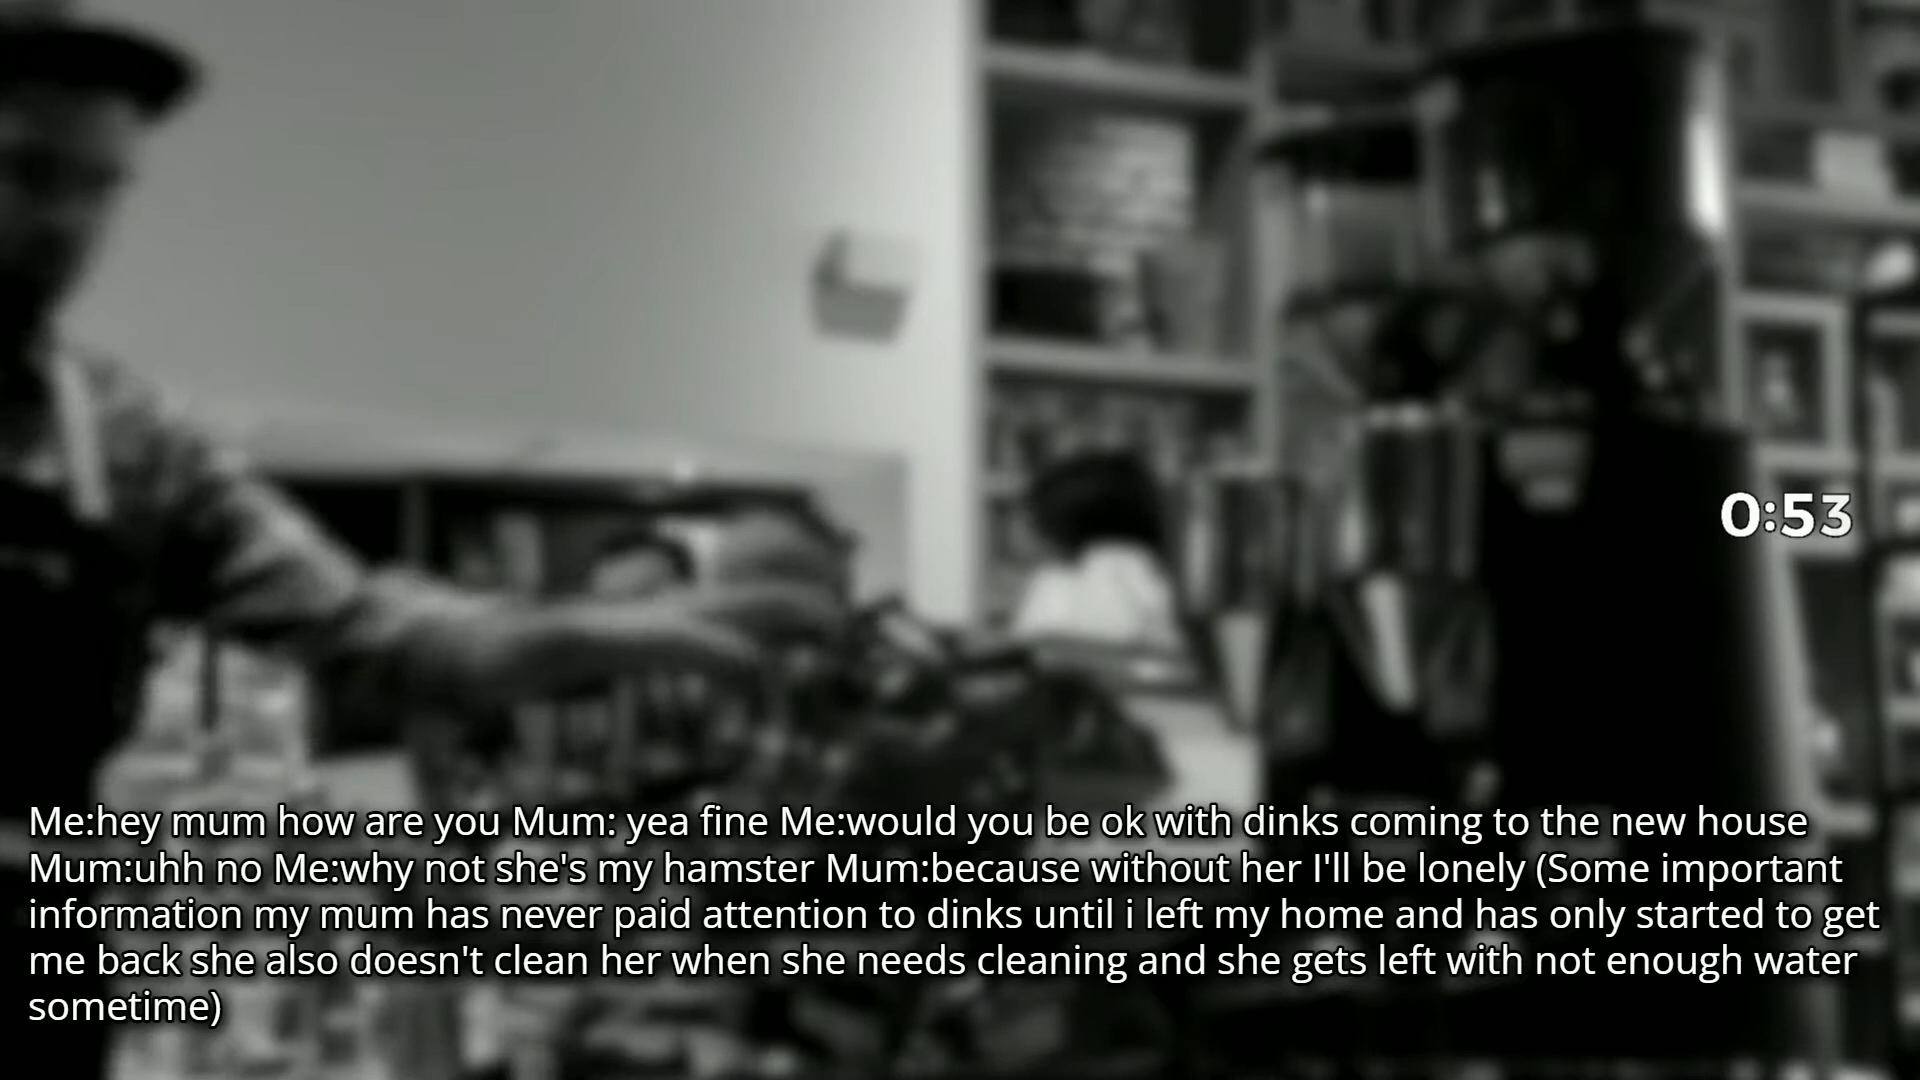 0:53
Me:hey mum how are you Mum: yea fine Me:would you be ok with dinks coming to the new house
Mum:uhh no Me:why not she's my hamster Mum:because without her I'll be lonely (Some important
information my mum has never paid attention to dinks until i left my home and has only started to get
me back she also doesn't clean her when she needs cleaning and she gets left with not enough water
sometime)